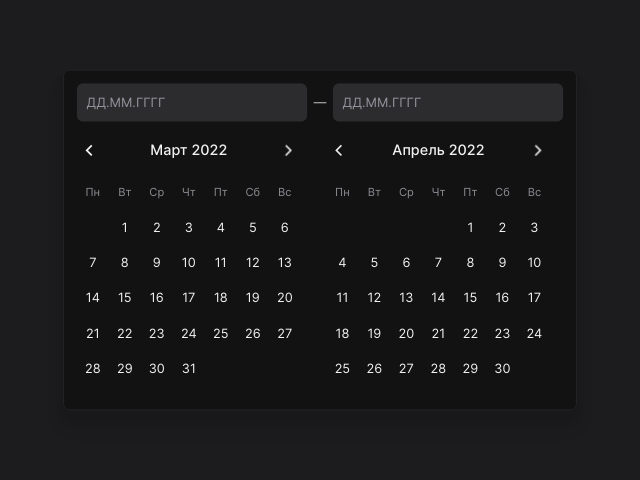 ДД.ММ.ГГГГ — ДД.ММ.ГГГГ
Март 2022
Пн Вт Ср Чт Пт Сб Вс
1 2 3 4 5 6
7 8 9 10 11 12 13
14 15 16 17 18 19 20
21 22 23 24 25 26 27
28 29 30 31
Апрель 2022
Пн Вт Ср Чт Пт Сб Вс
1 2 3
4 5 6 7 8 9 10
11 12 13 14 15 16 17
18 19 20 21 22 23 24
25 26 27 28 29 30